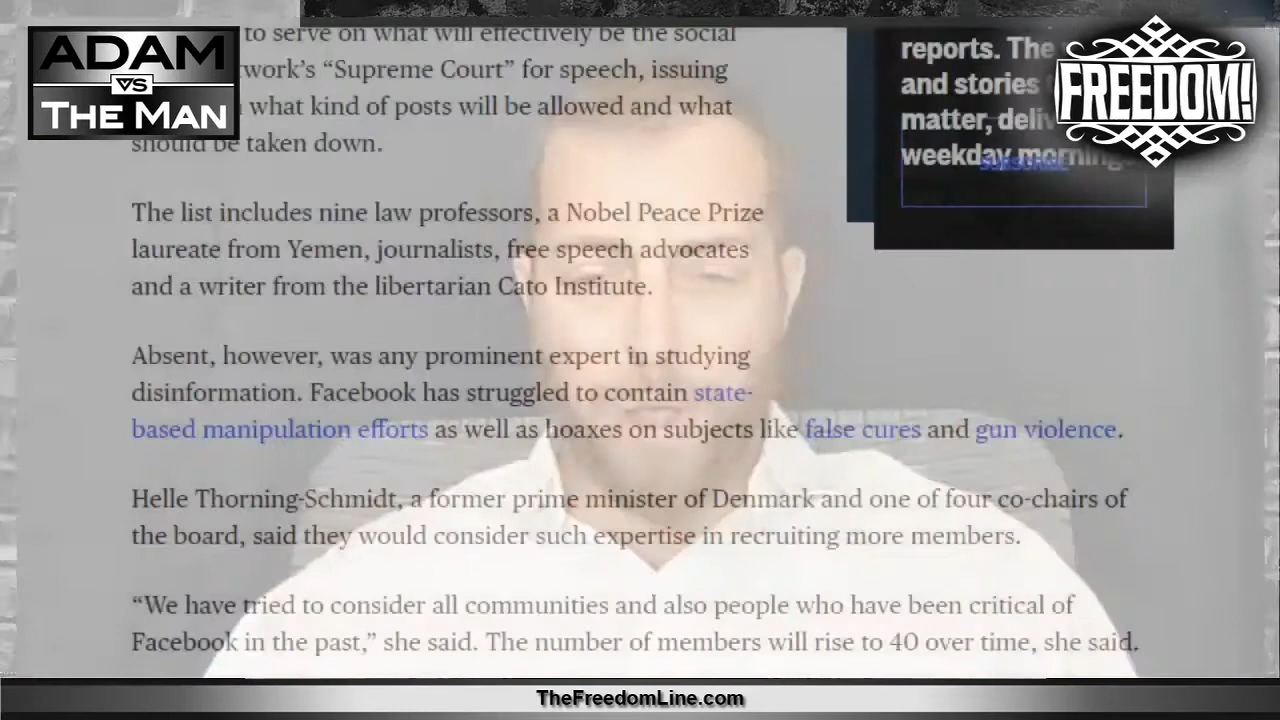 ADAM
VS
THE MAN
to serve on what will effectively be the social
twork's “Supreme Court” for speech, issuing
what kind of posts will be allowed and what
should be taken down.
The list includes nine law professors, a Nobel Peace Prize
laureate from Yemen, journalists, free speech advocates
and a writer from the libertarian Cato Institute.
Absent, however, was any prominent expert in studying
disinformation. Facebook has struggled to contain state-
based manipulation efforts as well as hoaxes on subjects like false cures and gun violence.
Helle Thorning-Schmidt, a former prime minister of Denmark and one of four co-chairs of
the board, said they would consider such expertise in recruiting more members.
“We have tried to consider all communities and also people who have been critical of
Facebook in the past,” she said. The number of members will rise to 40 over time, she said.
reports. The
and stories
matter, deliv
weekday morning
SUBSCRIBE
FREEDOM!
TheFreedomLine.com